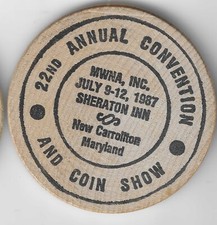 22ND ANNUAL CONVENTION
MWNA, INC.
JULY 9-12, 1987
SHERATON INN
New Carrollton
Maryland
AND COIN SHOW